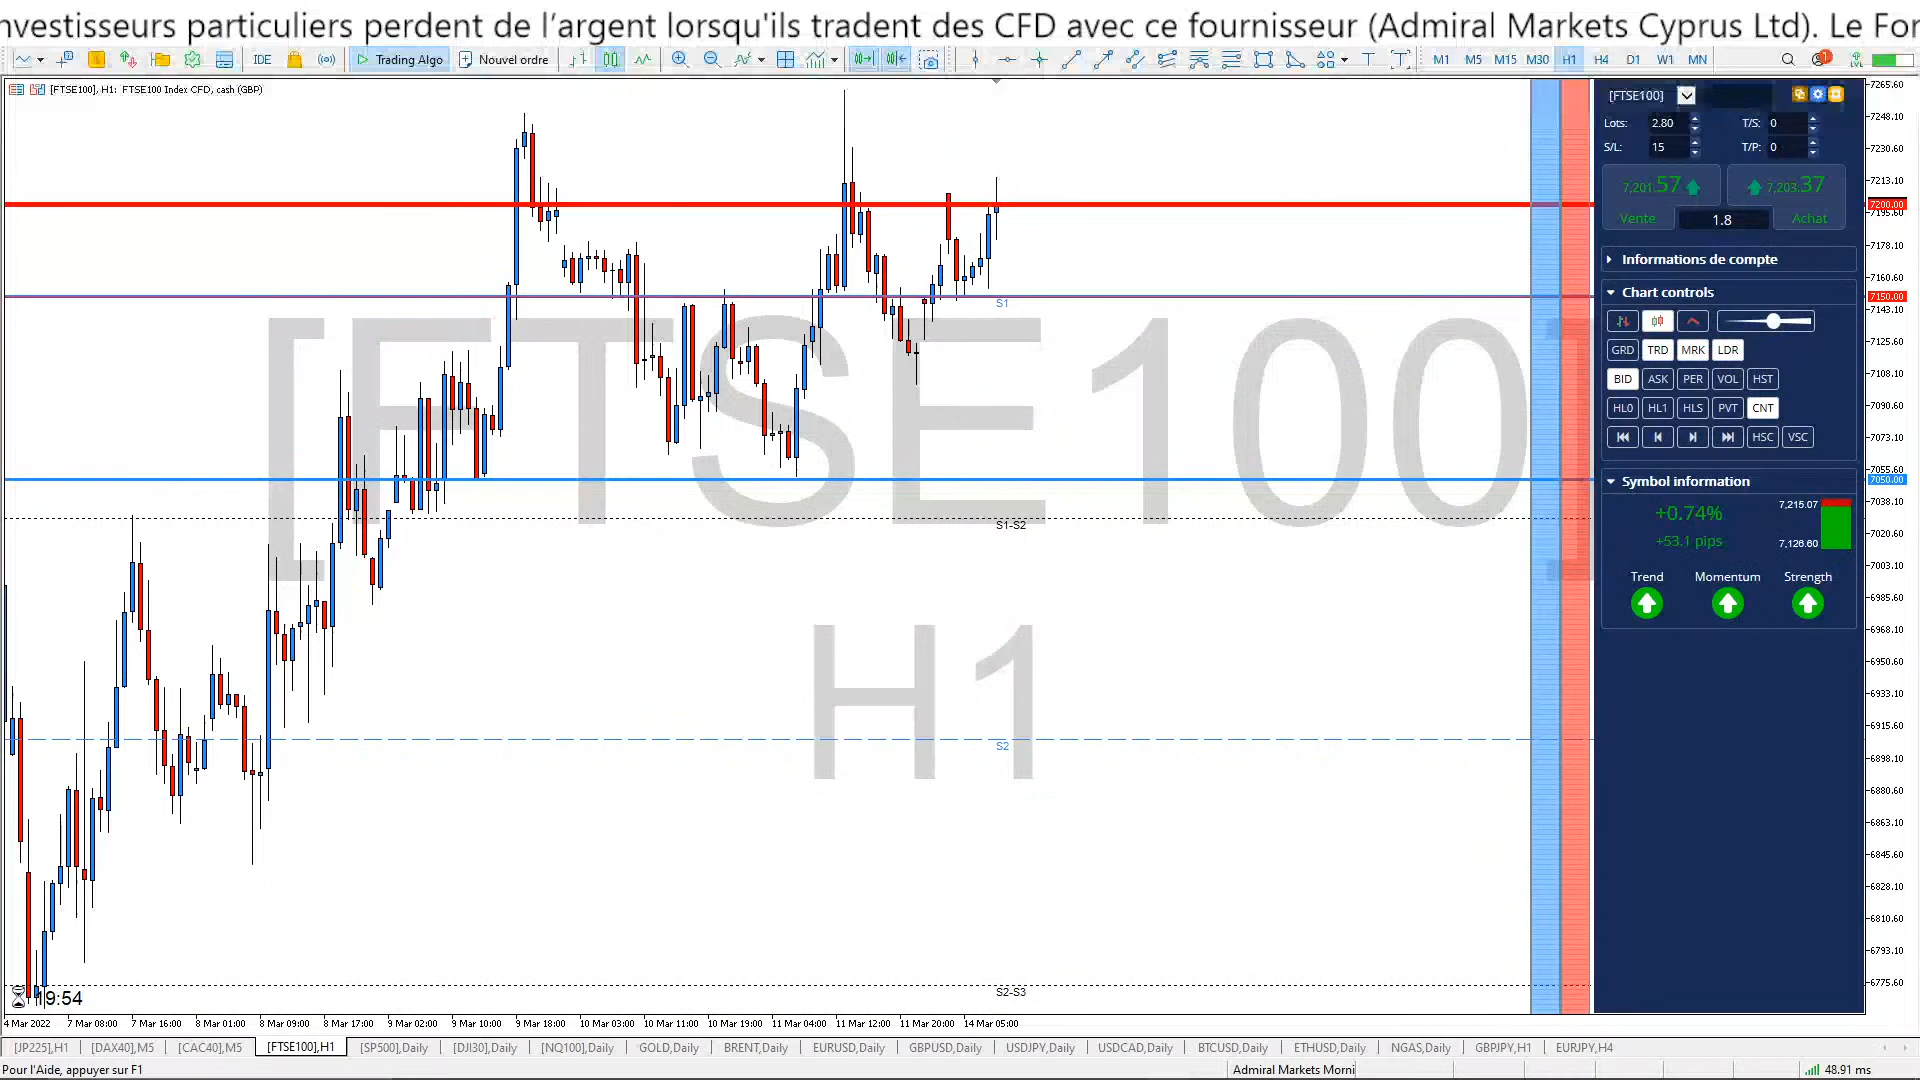 nvestisseurs particuliers perdent de l’argent lorsqu'ils tradent des CFD avec ce fournisseur (Admiral Markets Cyprus Ltd). Le For
IDE Trading Algo Nouvel ordre M1 M5 M15 M30 H1 H4 D1 W1 MN
[FTSE100], H1: FTSE100 Index CFD, cash (GBP)
[FTSE100]
H1
S1
S1-S2
S2
S2-S3
19:54
7265.60
7248.10
7230.60
7213.10
7200.00
7195.60
7178.10
7160.60
7150.00
7143.10
7125.60
7108.10
7090.60
7073.10
7055.60
7050.00
7038.10
7020.60
7003.10
6985.60
6968.10
6950.60
6933.10
6915.60
6898.10
6880.60
6863.10
6845.60
6828.10
6810.60
6793.10
6775.60
[FTSE100]
Lots: 2.80 T/S: 0
S/L: 15 T/P: 0
7,201.57 7,203.37
Vente 1.8 Achat
Informations de compte
Chart controls
GRD TRD MRK LDR
BID ASK PER VOL HST
HL0 HL1 HLS PVT CNT
HSC VSC
Symbol information
+0.74% 7,215.07
+53.1 pips 7,126.60
Trend Momentum Strength
4 Mar 2022 7 Mar 08:00 7 Mar 16:00 8 Mar 01:00 8 Mar 09:00 8 Mar 17:00 9 Mar 02:00 9 Mar 10:00 9 Mar 18:00 10 Mar 03:00 10 Mar 11:00 10 Mar 19:00 11 Mar 04:00 11 Mar 12:00 11 Mar 20:00 14 Mar 05:00
[JP225],H1 [DAX40],M5 [CAC40],M5 [FTSE100],H1 [SP500],Daily [DJI30],Daily [NQ100],Daily GOLD,Daily BRENT,Daily EURUSD,Daily GBPUSD,Daily USDJPY,Daily USDCAD,Daily BTCUSD,Daily ETHUSD,Daily NGAS,Daily GBPJPY,H1 EURJPY,H4
Pour l'Aide, appuyer sur F1 Admiral Markets Morni 48.91 ms